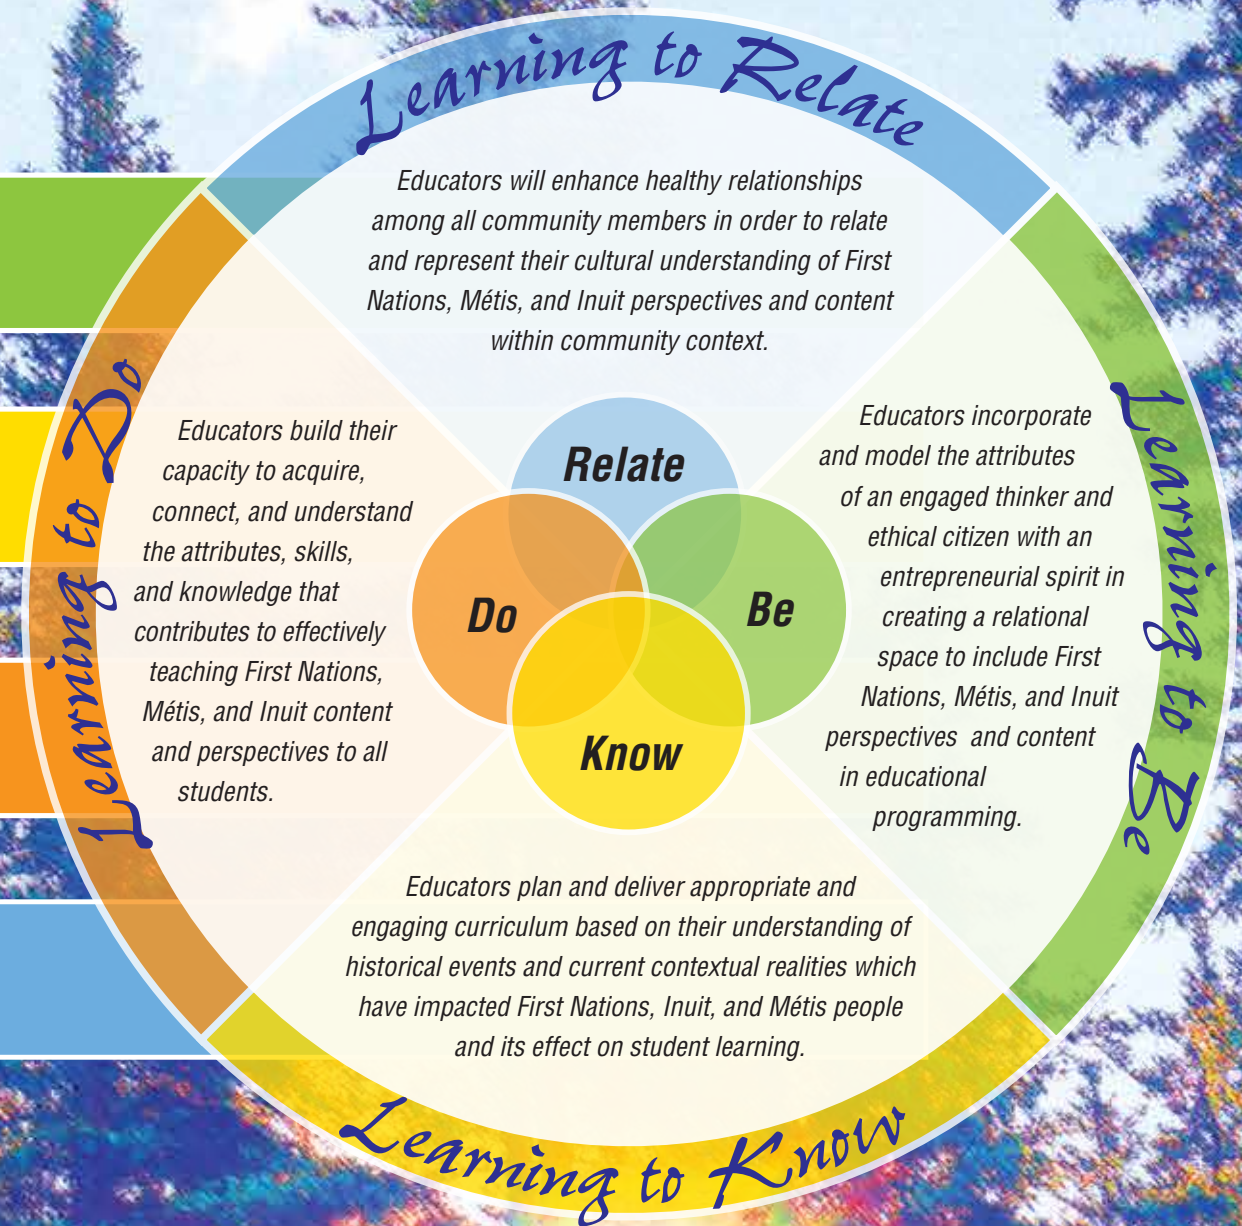 Learning to Relate
Educators will enhance healthy relationships
among all community members in order to relate
and represent their cultural understanding of First
Nations, Métis, and Inuit perspectives and content
within community context.
Learning to Do
Educators build their
capacity to acquire,
connect, and understand
the attributes, skills,
and knowledge that
contributes to effectively
teaching First Nations,
Métis, and Inuit content
and perspectives to all
students.
Relate
Do
Be
Know
Educators incorporate
and model the attributes
of an engaged thinker and
ethical citizen with an
entrepreneurial spirit in
creating a relational
space to include First
Nations, Métis, and Inuit
perspectives and content
in educational
programming.
Learning to Be
Educators plan and deliver appropriate and
engaging curriculum based on their understanding of
historical events and current contextual realities which
have impacted First Nations, Inuit, and Métis people
and its effect on student learning.
Learning to Know